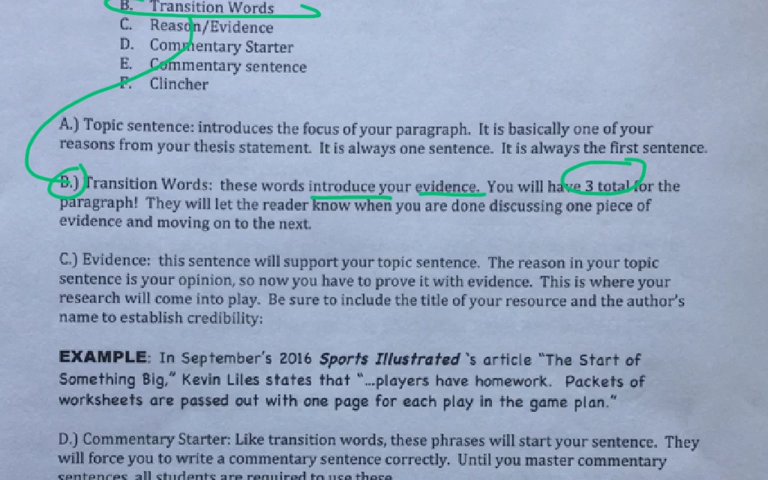 B. Transition Words
C. Reason/Evidence
D. Commentary Starter
E. Commentary sentence
F. Clincher
A.) Topic sentence: introduces the focus of your paragraph. It is basically one of your
reasons from your thesis statement. It is always one sentence. It is always the first sentence.
B.) Transition Words: these words introduce your evidence. You will have 3 total for the
paragraph! They will let the reader know when you are done discussing one piece of
evidence and moving on to the next.
C.) Evidence: this sentence will support your topic sentence. The reason in your topic
sentence is your opinion, so now you have to prove it with evidence. This is where your
research will come into play. Be sure to include the title of your resource and the author's
name to establish credibility:
EXAMPLE: In September's 2016 Sports Illustrated 's article "The Start of
Something Big," Kevin Liles states that "...players have homework. Packets of
worksheets are passed out with one page for each play in the game plan."
D.) Commentary Starter: Like transition words, these phrases will start your sentence. They
will force you to write a commentary sentence correctly. Until you master commentary
sentences, all students are required to use these